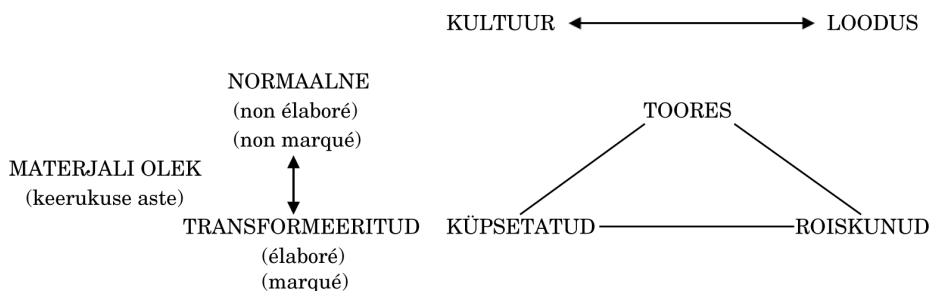 KULTUUR LOODUS
NORMAALNE
(non élaboré)
(non marqué)
TOORES
MATERJALI OLEK
(keerukuse aste)
TRANSFORMEERITUD
(élaboré)
(marqué)
KÜPSETATUD
ROISKUNUD